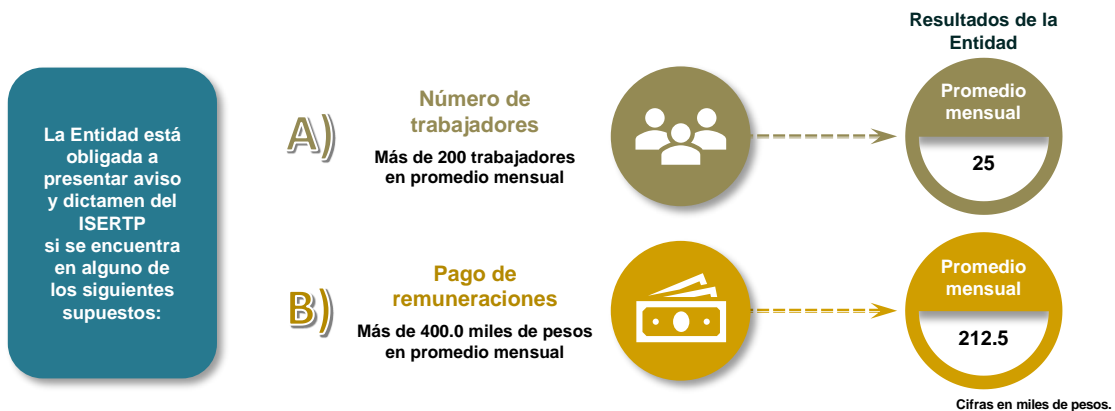 La Entidad está
obligada a
presentar aviso
y dictamen del
ISERTP
si se encuentra
en alguno de
los siguientes
supuestos:
A)
Número de
trabajadores
Más de 200 trabajadores
en promedio mensual
Resultados de la
Entidad
Promedio
mensual
25
B)
Pago de
remuneraciones
Más de 400.0 miles de pesos
en promedio mensual
Promedio
mensual
212.5
Cifras en miles de pesos.